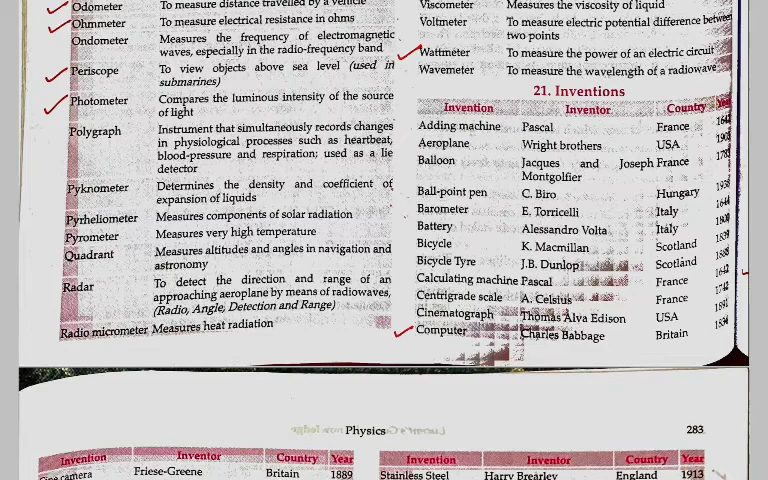 Odometer To measure distance travelled by a vehicle
Ohmmeter To measure electrical resistance in ohms
Ondometer Measures the frequency of electromagnetic
waves, especially in the radio-frequency band
Periscope To view objects above sea level (used in
submarines)
Photometer Compares the luminous intensity of the source
of light
Polygraph Instrument that simultaneously records changes
in physiological processes such as heartbeat,
blood-pressure and respiration; used as a lie
detector
Pyknometer Determines the density and coefficient of
expansion of liquids
Pyrheliometer Measures components of solar radiation
Pyrometer Measures very high temperature
Quadrant Measures altitudes and angles in navigation and
astronomy
Radar To detect the direction and range of an
approaching aeroplane by means of radiowaves,
(Radio, Angle, Detection and Range)
Radio micrometer Measures heat radiation
Viscometer Measures the viscosity of liquid
Voltmeter To measure electric potential difference between
two points
Wattmeter To measure the power of an electric circuit
Wavemeter To measure the wavelength of a radiowave
21. Inventions
Invention Inventor Country
Adding machine Pascal France
Aeroplane Wright brothers USA
Balloon Jacques and Joseph France
Montgolfier
Ball-point pen C. Biro Hungary
Barometer E. Torricelli Italy
Battery Alessandro Volta Italy
Bicycle K. Macmillan Scotland
Bicycle Tyre J.B. Dunlop Scotland
Calculating machine Pascal France
Centigrade scale A. Celsius France
Cinematograph Thomas Alva Edison USA
Computer Charles Babbage Britain
Physics 283
Invention Inventor Country Year
Cine camera Friese-Greene Britain 1889
Invention Inventor Country Year
Stainless Steel Harry Brearley England 1913